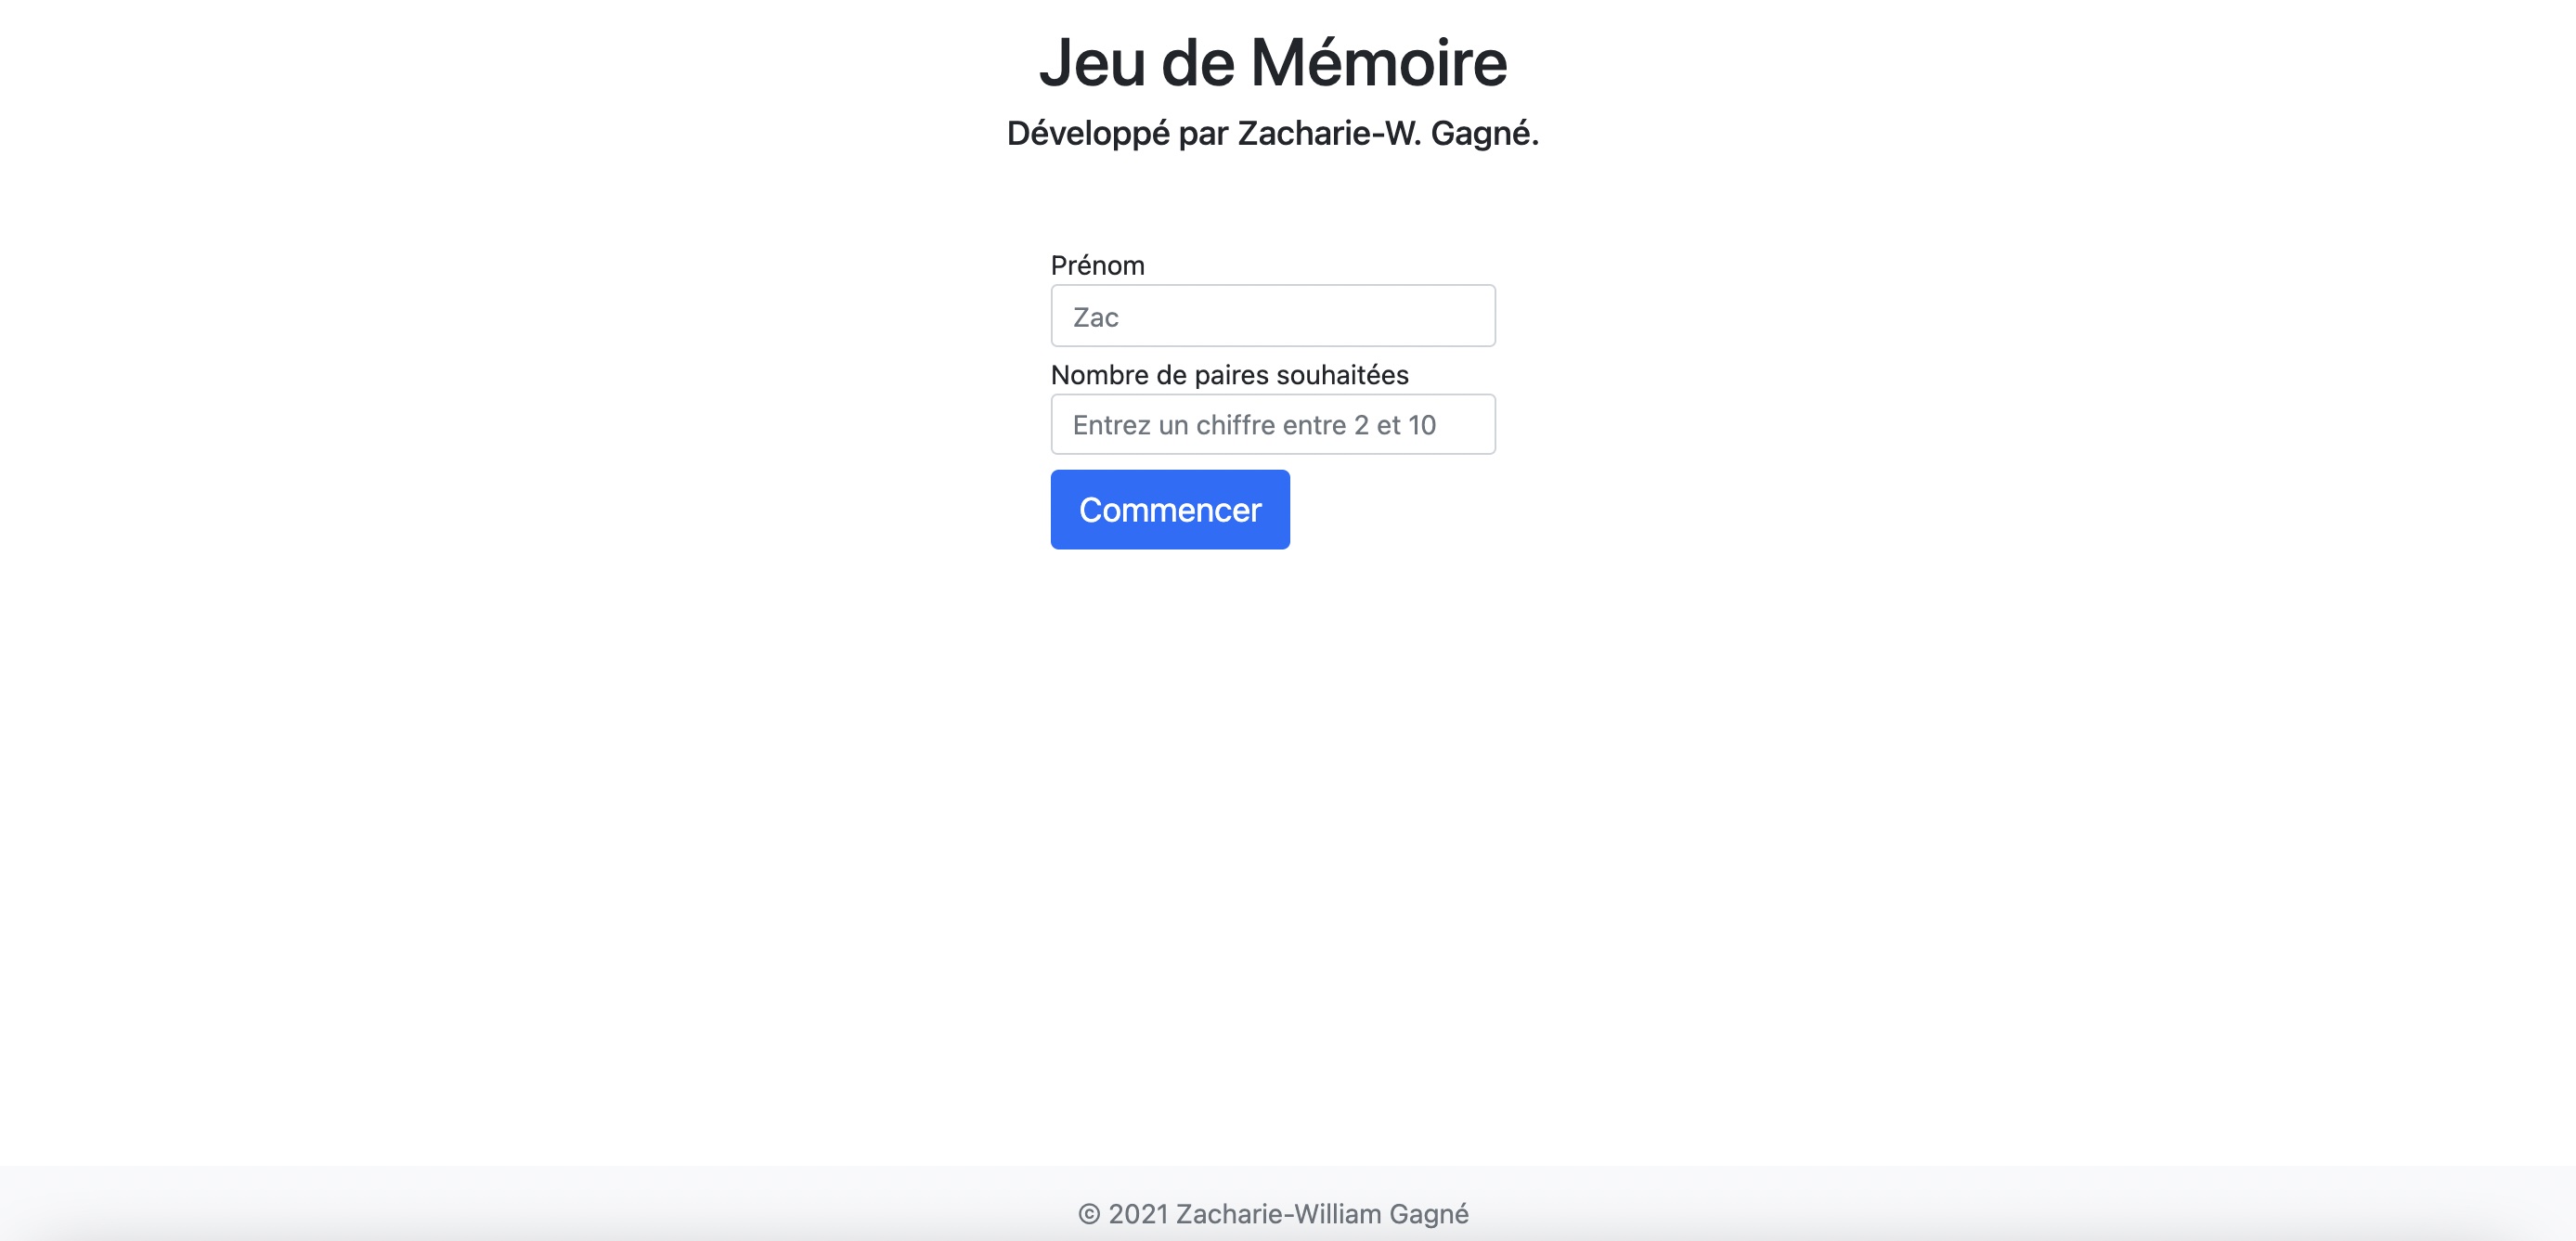 Jeu de Mémoire
Développé par Zacharie-W. Gagné.
Prénom
Zac
Nombre de paires souhaitées
Entrez un chiffre entre 2 et 10
Commencer
© 2021 Zacharie-William Gagné